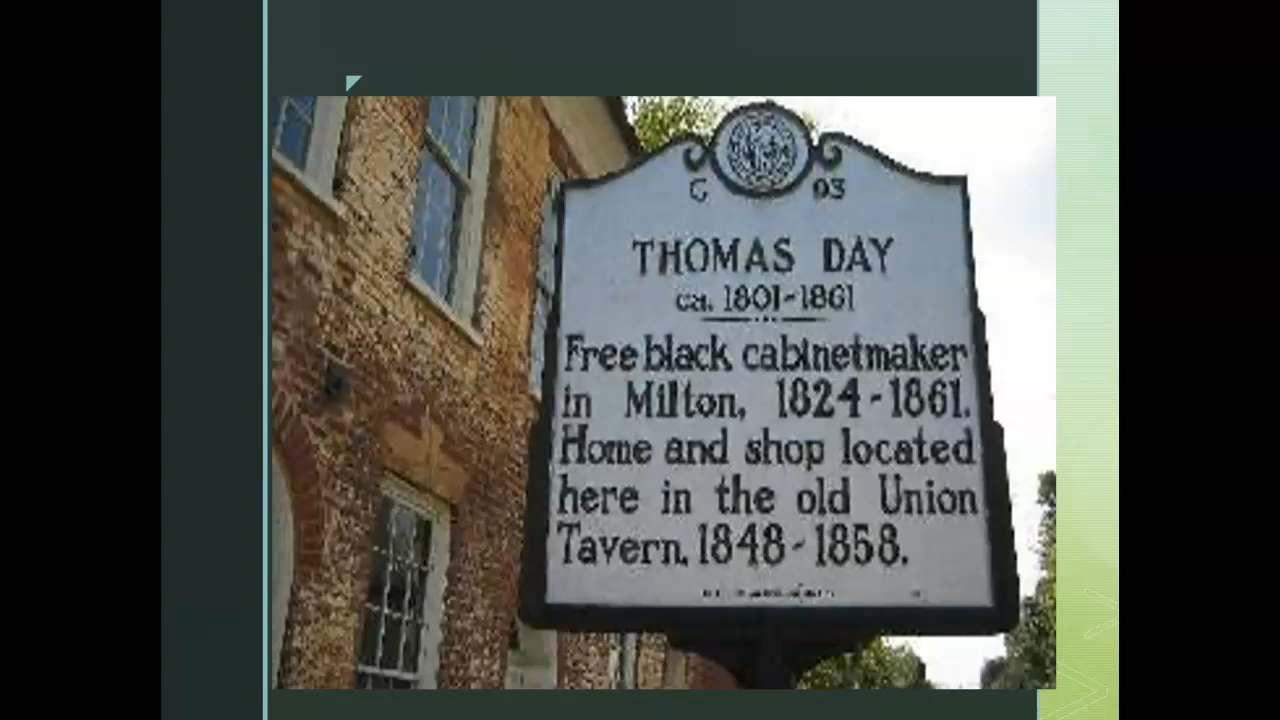 G 93
THOMAS DAY
ca. 1801-1861
Free black cabinetmaker
in Milton, 1824-1861.
Home and shop located
here in the old Union
Tavern, 1848-1858.